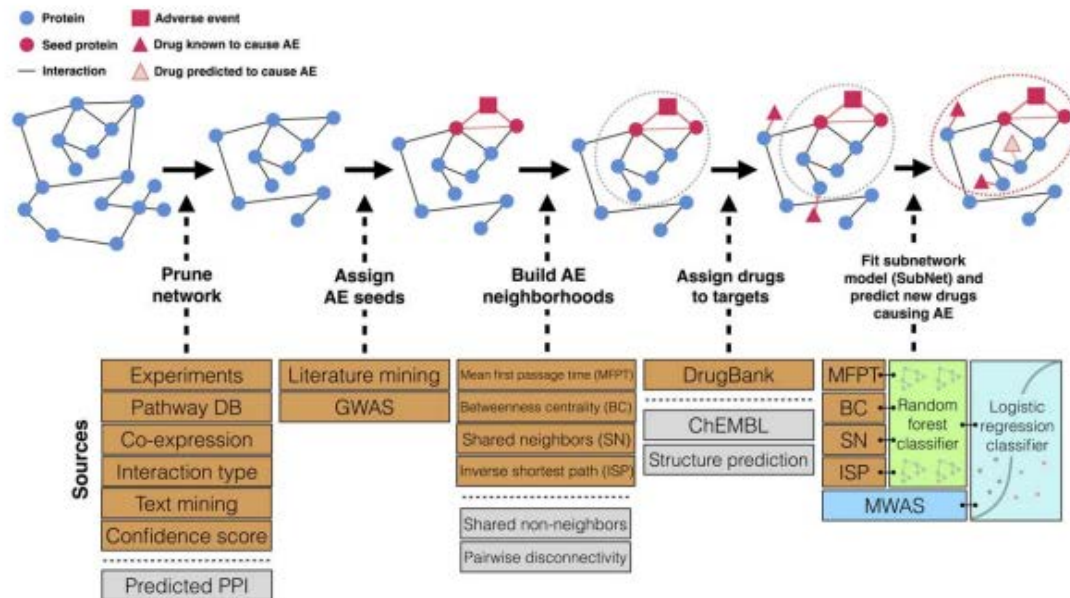 Protein
Adverse event
Seed protein
Drug known to cause AE
Interaction
Drug predicted to cause AE
Prune
network
Assign
AE seeds
Build AE
neighborhoods
Assign drugs
to targets
Fit subnetwork
model (SubNet) and
predict new drugs
causing AE
Sources
Experiments
Pathway DB
Co-expression
Interaction type
Text mining
Confidence score
Predicted PPI
Literature mining
GWAS
Mean first passage time (MFPT)
Betweenness centrality (BC)
Shared neighbors (SN)
Inverse shortest path (ISP)
Shared non-neighbors
Pairwise disconnectivity
DrugBank
ChEMBL
Structure prediction
MFPT
BC
SN
ISP
Random
forest
classifier
MWAS
Logistic
regression
classifier